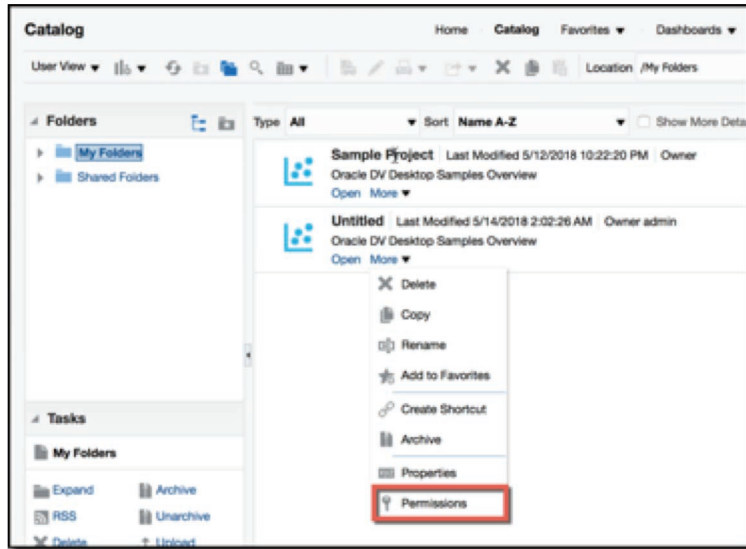 Catalog
Home Catalog Favorites Dashboards
User View
Location /My Folders
Folders
My Folders
Shared Folders
Type All Sort Name A-Z Show More Deta
Sample Project Last Modified 5/12/2018 10:22:20 PM Owner
Oracle DV Desktop Samples Overview
Open More
Untitled Last Modified 5/14/2018 2:02:26 AM Owner admin
Oracle DV Desktop Samples Overview
Open More
Delete
Copy
Rename
Add to Favorites
Create Shortcut
Archive
Properties
Permissions
Tasks
My Folders
Expand Archive
RSS Unarchive
Delete Upload